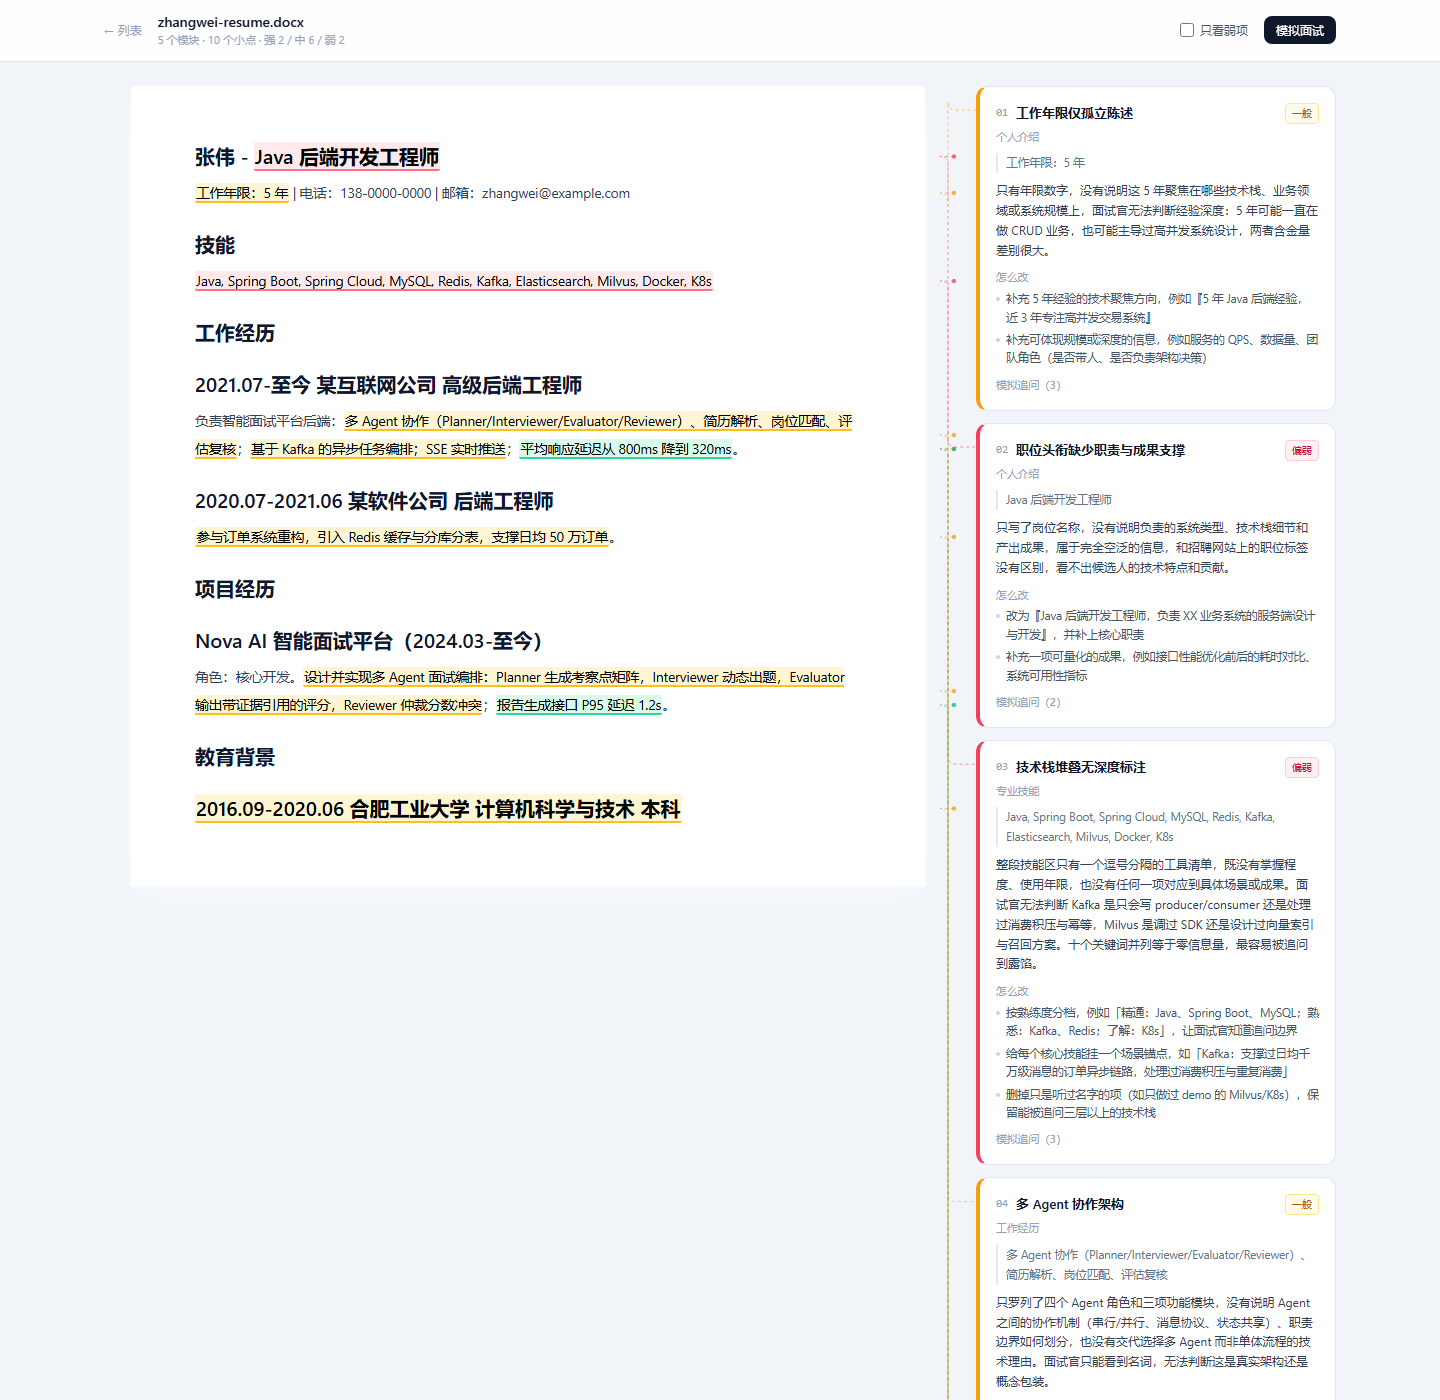 ← 列表
zhangwei-resume.docx
5 个模块 · 10 个小点 · 强 2 / 中 6 / 弱 2
只看弱项
模拟面试
张伟 - Java 后端开发工程师
工作年限：5 年 | 电话：138-0000-0000 | 邮箱：zhangwei@example.com
技能
Java, Spring Boot, Spring Cloud, MySQL, Redis, Kafka, Elasticsearch, Milvus, Docker, K8s
工作经历
2021.07-至今 某互联网公司 高级后端工程师
负责智能面试平台后端：多 Agent 协作（Planner/Interviewer/Evaluator/Reviewer）、简历解析、岗位匹配、评
估复核；基于 Kafka 的异步任务编排；SSE 实时推送；平均响应延迟从 800ms 降到 320ms。
2020.07-2021.06 某软件公司 后端工程师
参与订单系统重构，引入 Redis 缓存与分库分表，支撑日均 50 万订单。
项目经历
Nova AI 智能面试平台（2024.03-至今）
角色：核心开发。设计并实现多 Agent 面试编排：Planner 生成考察点矩阵，Interviewer 动态出题，Evaluator
输出带证据引用的评分，Reviewer 仲裁分数冲突；报告生成接口 P95 延迟 1.2s。
教育背景
2016.09-2020.06 合肥工业大学 计算机科学与技术 本科
01 工作年限仅孤立陈述 一般
个人介绍
工作年限：5 年
只有年限数字，没有说明这 5 年聚焦在哪些技术栈、业务领
域或系统规模上，面试官无法判断经验深度：5 年可能一直在
做 CRUD 业务，也可能主导过高并发系统设计，两者含金量
差别很大。
怎么改
补充 5 年经验的技术聚焦方向，例如『5 年 Java 后端经验，
近 3 年专注高并发交易系统』
补充可体现规模或深度的信息，例如服务的 QPS、数据量、团
队角色（是否带人、是否负责架构决策）
模拟追问（3）
02 职位头衔缺少职责与成果支撑 偏弱
个人介绍
Java 后端开发工程师
只写了岗位名称，没有说明负责的系统类型、技术栈细节和
产出成果，属于完全空泛的信息，和招聘网站上的职位标签
没有区别，看不出候选人的技术特点和贡献。
怎么改
改为『Java 后端开发工程师，负责 XX 业务系统的服务端设计
与开发』，并补上核心职责
补充一项可量化的成果，例如接口性能优化前后的耗时对比、
系统可用性指标
模拟追问（2）
03 技术栈堆叠无深度标注 偏弱
专业技能
Java, Spring Boot, Spring Cloud, MySQL, Redis, Kafka,
Elasticsearch, Milvus, Docker, K8s
整段技能区只有一个逗号分隔的工具清单，既没有掌握程
度、使用年限，也没有任何一项对应到具体场景或成果。面
试官无法判断 Kafka 是只会写 producer/consumer 还是处理
过消费积压与幂等，Milvus 是调过 SDK 还是设计过向量索引
与召回方案。十个关键词并列等于零信息量，最容易被追问
到露馅。
怎么改
按熟练度分档，例如「精通：Java、Spring Boot、MySQL；熟
悉：Kafka、Redis；了解：K8s」，让面试官知道追问边界
给每个核心技能挂一个场景锚点，如「Kafka：支撑过日均千
万级消息的订单异步链路，处理过消费积压与重复消费」
删掉只是听过名字的项（如只做过 demo 的 Milvus/K8s），保
留能被追问三层以上的技术栈
模拟追问（3）
04 多 Agent 协作架构 一般
工作经历
多 Agent 协作（Planner/Interviewer/Evaluator/Reviewer）、
简历解析、岗位匹配、评估复核
只罗列了四个 Agent 角色和三项功能模块，没有说明 Agent
之间的协作机制（串行/并行、消息协议、状态共享）、职责
边界如何划分，也没有交代选择多 Agent 而非单体流程的技
术理由。面试官只能看到名词，无法判断这是真实架构还是
概念包装。